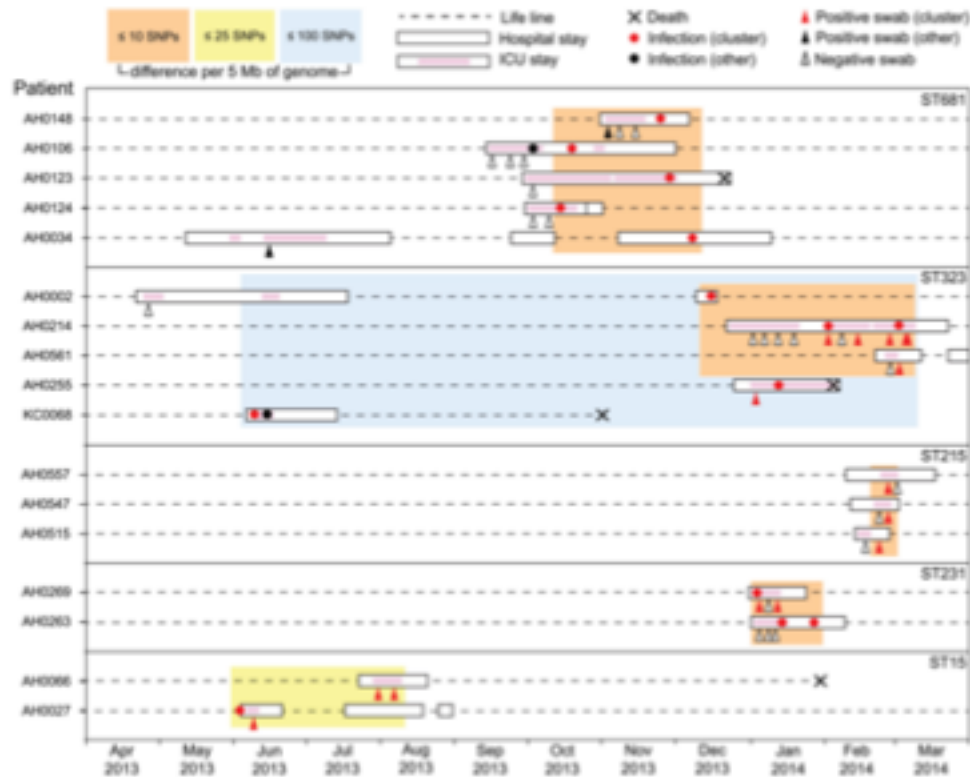 ≤ 10 SNPs ≤ 25 SNPs ≤ 100 SNPs
difference per 5 Mb of genome
Life line
Hospital stay
ICU stay
Death
Infection (cluster)
Infection (other)
Positive swab (cluster)
Positive swab (other)
Negative swab
Patient
ST681
AH0148
AH0106
AH0123
AH0124
AH0034
ST323
AH0002
AH0214
AH0561
AH0255
KC0068
ST215
AH0557
AH0547
AH0515
ST231
AH0269
AH0263
ST15
AH0066
AH0027
Apr May Jun Jul Aug Sep Oct Nov Dec Jan Feb Mar
2013 2013 2013 2013 2013 2013 2013 2013 2013 2014 2014 2014